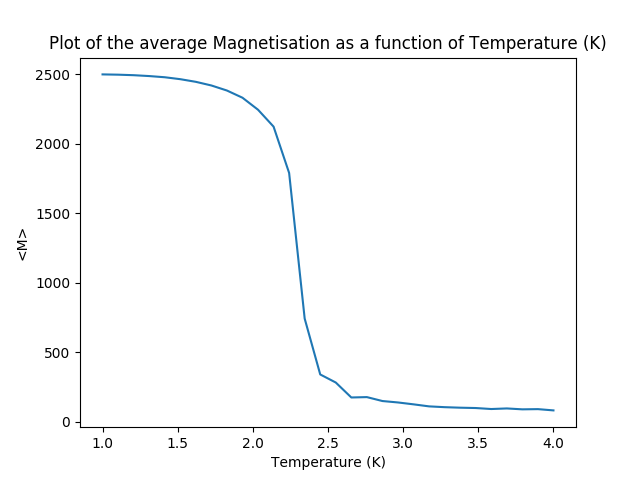 Plot of the average Magnetisation as a function of Temperature (K)
2500
2000
1500
1000
500
0
<M>
1.0 1.5 2.0 2.5 3.0 3.5 4.0
Temperature (K)